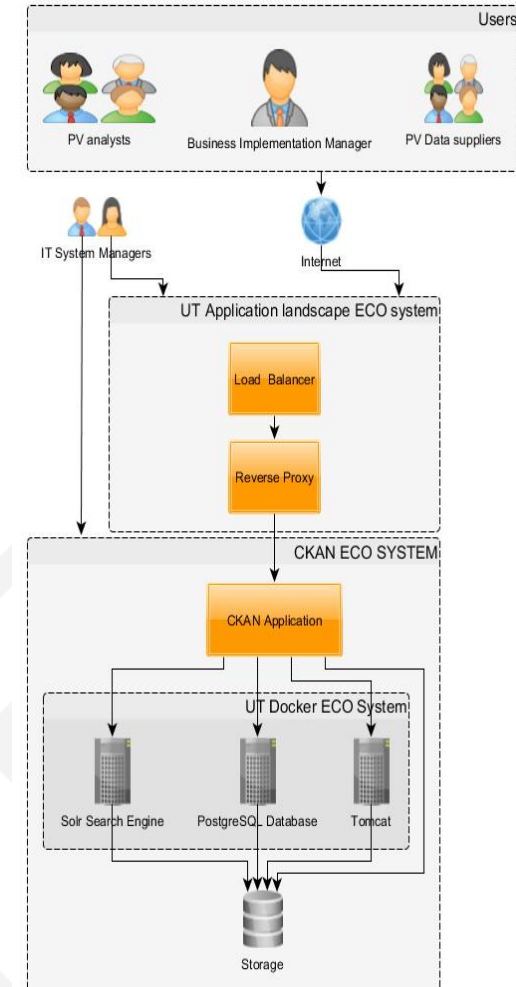 Users
PV analysts
Business Implementation Manager
PV Data suppliers
IT System Managers
Internet
UT Application landscape ECO system
Load Balancer
Reverse Proxy
CKAN ECO SYSTEM
CKAN Application
UT Docker ECO System
Solr Search Engine
PostgreSQL Database
Tomcat
Storage